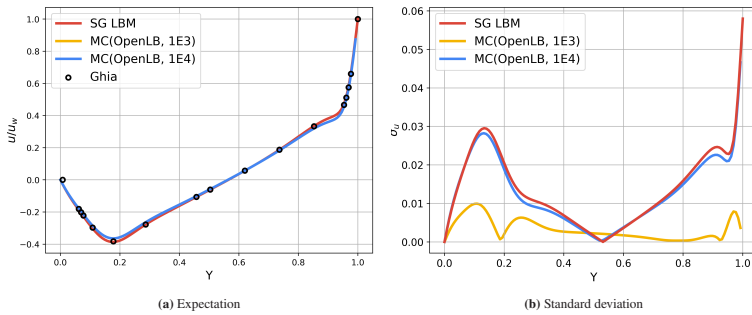 SG LBM
MC(OpenLB, 1E3)
MC(OpenLB, 1E4)
Ghia
1.0
0.8
0.6
0.4
0.2
0.0
−0.2
−0.4
u/u_w
0.0 0.2 0.4 0.6 0.8 1.0
Y
(a) Expectation
SG LBM
MC(OpenLB, 1E3)
MC(OpenLB, 1E4)
0.06
0.05
0.04
0.03
0.02
0.01
0.00
σ_u
0.0 0.2 0.4 0.6 0.8 1.0
Y
(b) Standard deviation